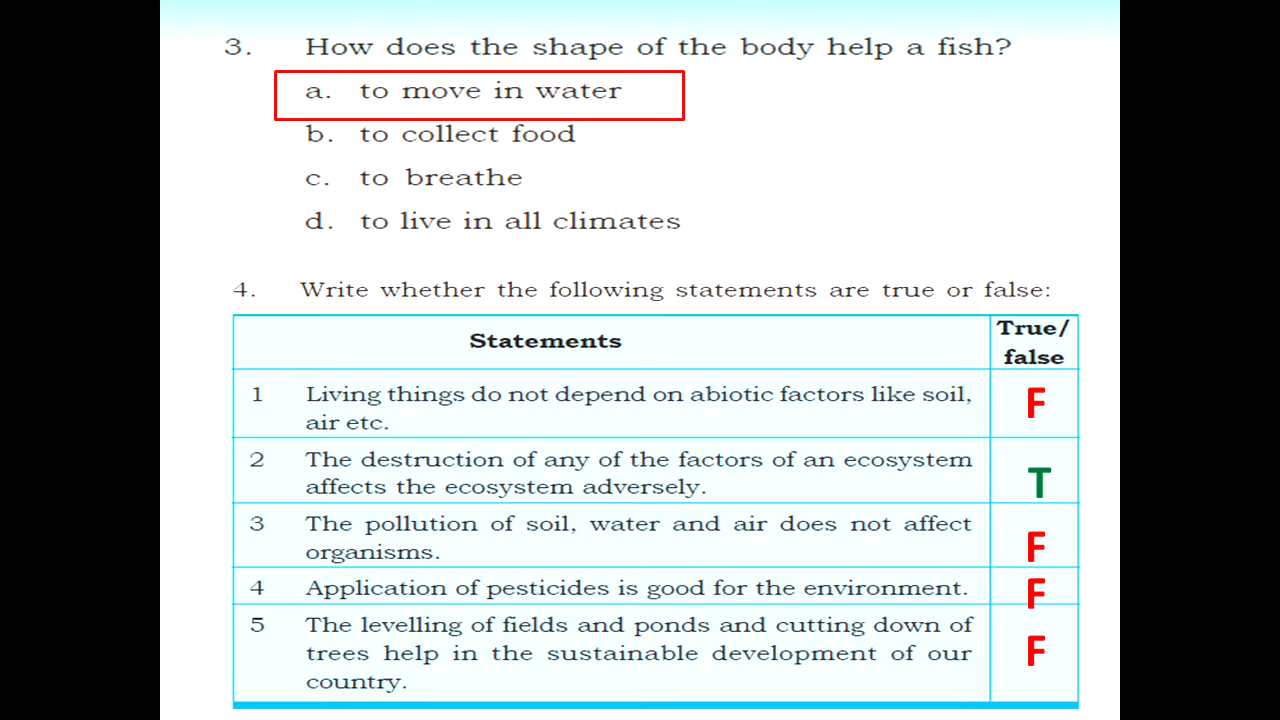 3. How does the shape of the body help a fish?
a. to move in water
b. to collect food
c. to breathe
d. to live in all climates
4. Write whether the following statements are true or false:
Statements
True/
false
1 Living things do not depend on abiotic factors like soil,
air etc.
F
2 The destruction of any of the factors of an ecosystem
affects the ecosystem adversely.
T
3 The pollution of soil, water and air does not affect
organisms.
F
4 Application of pesticides is good for the environment.
F
5 The levelling of fields and ponds and cutting down of
trees help in the sustainable development of our
country.
F